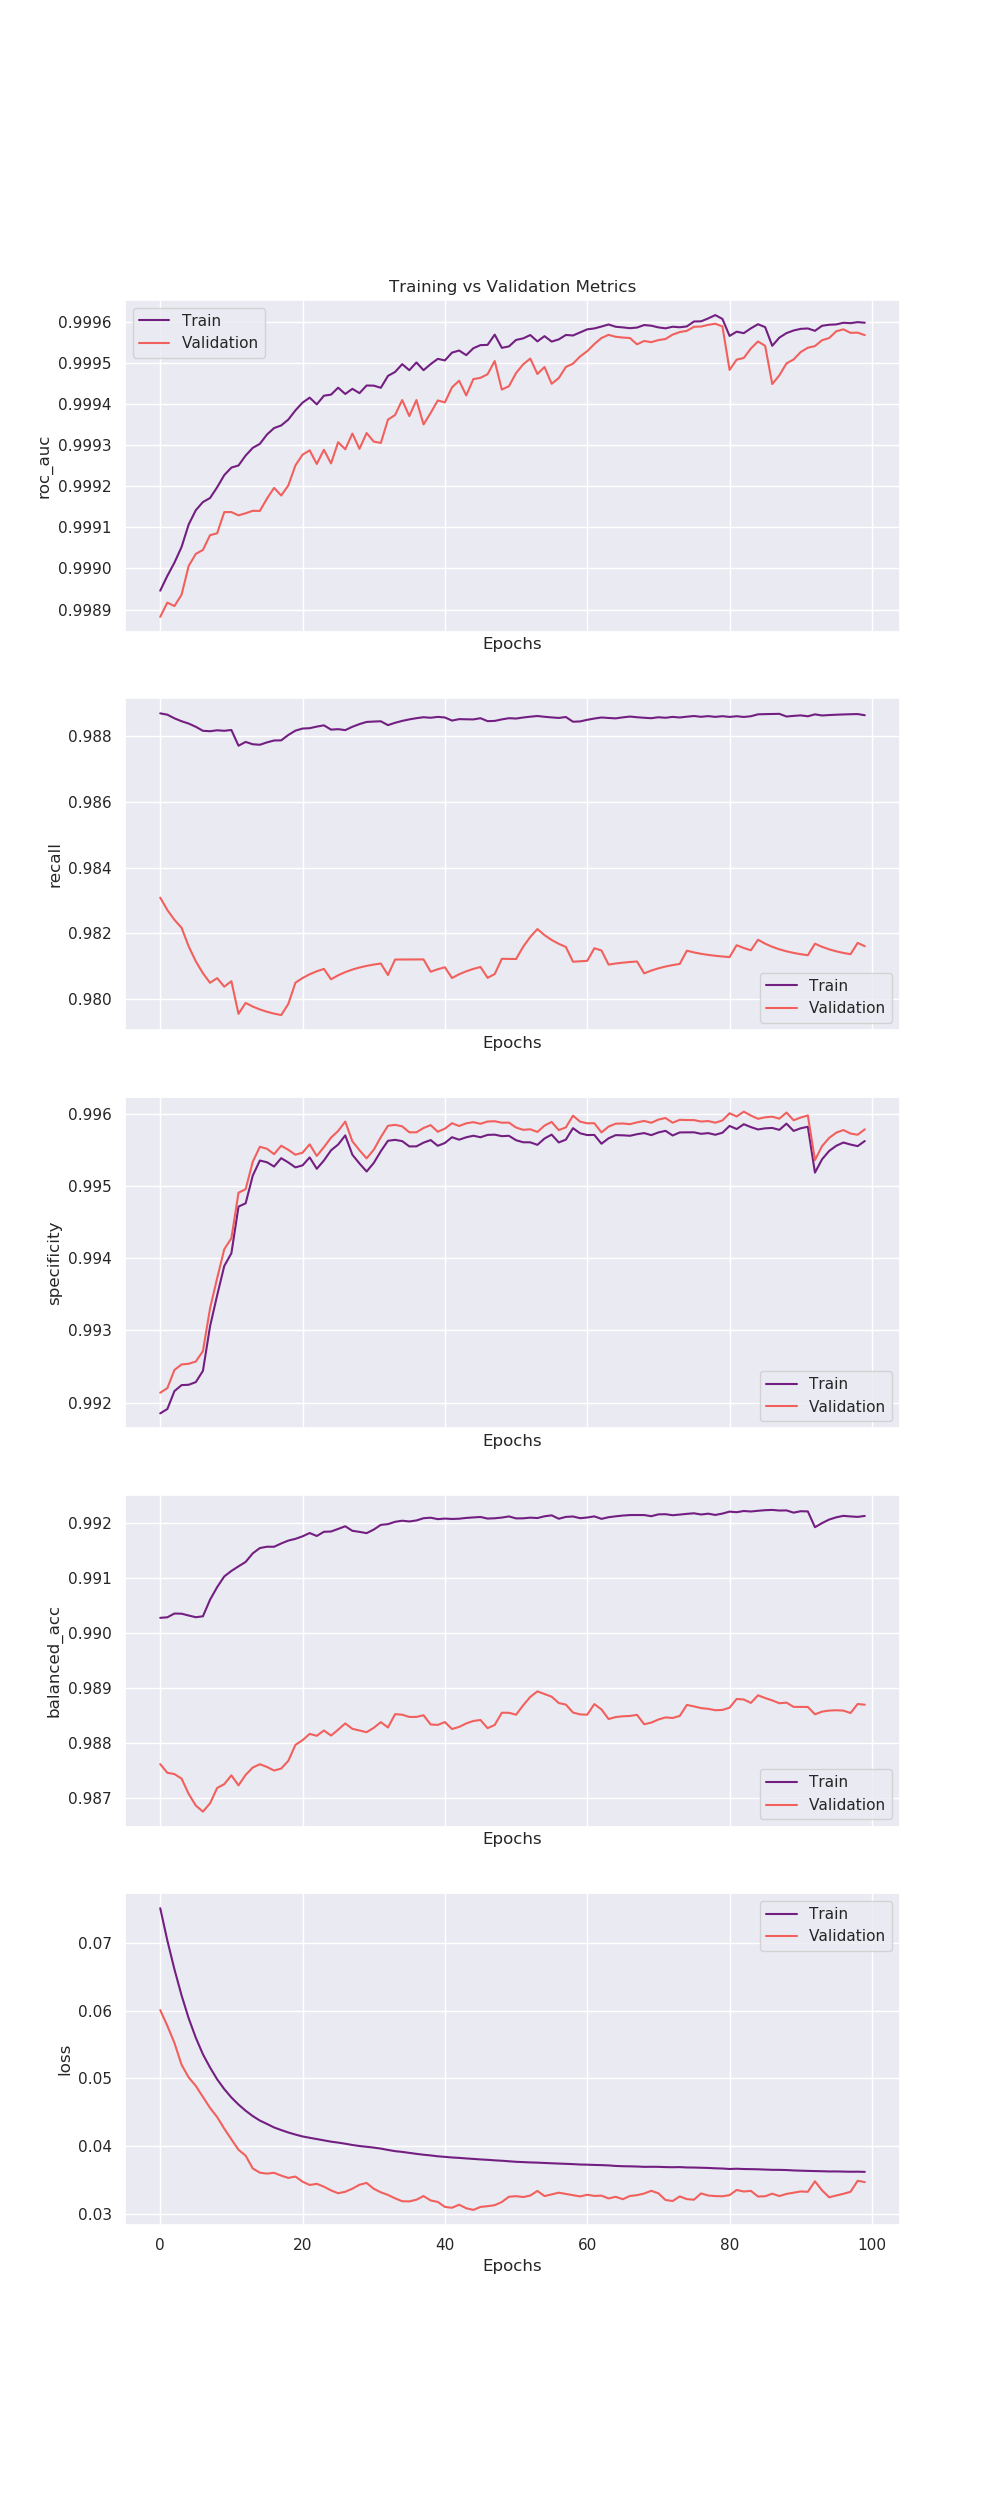 Training vs Validation Metrics
0.9996
0.9995
0.9994
0.9993
0.9992
0.9991
0.9990
0.9989
roc_auc
Train
Validation
Epochs
0.988
0.986
0.984
0.982
0.980
recall
Train
Validation
Epochs
0.996
0.995
0.994
0.993
0.992
specificity
Train
Validation
Epochs
0.992
0.991
0.990
0.989
0.988
0.987
balanced_acc
Train
Validation
Epochs
0.07
0.06
0.05
0.04
0.03
loss
Train
Validation
0 20 40 60 80 100
Epochs